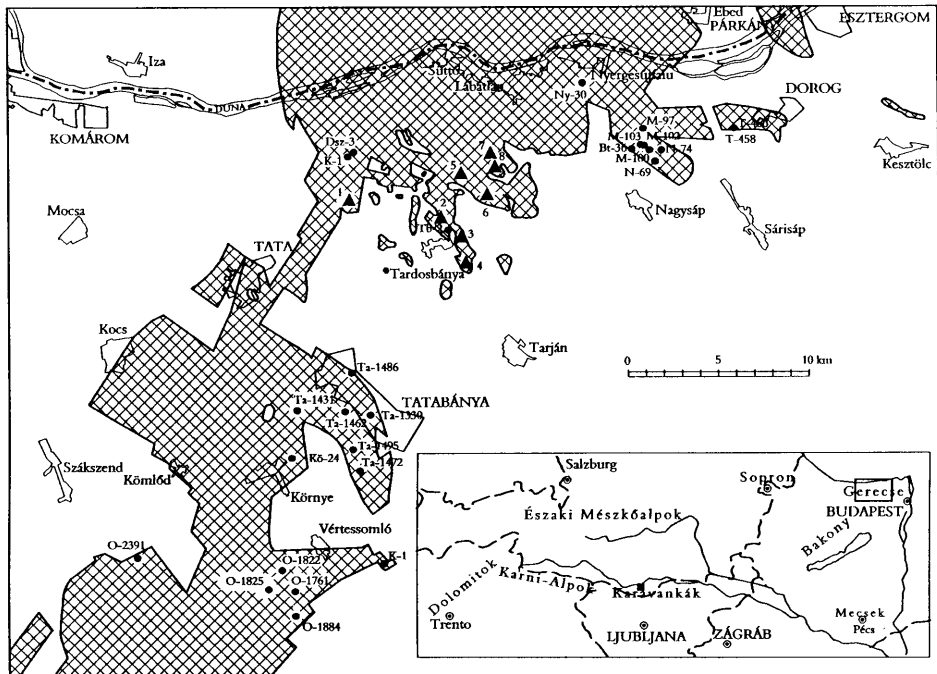 Ebed
PÁRKÁNY
ESZTERGOM
Iza
Süttő
Lábatlan
Nyergesújfalu
Ny-30
DUNA
KOMÁROM
DOROG
M-97
Dsz-3
K-1
M-103
M-102
Bt-36
N-74
M-100
N-69
T-458
Kesztölc
8
5
1
2
6
3
4
Nagysáp
Sárisáp
Mocsa
TATA
Tardosbánya
Kocs
Tarján
0 5 10 km
Ta-1486
TATABÁNYA
Ta-1431
Ta-1462
Ta-1330
Ta-1495
Ta-1472
Kö-24
Szákszend
Kömlőd
Környe
Vértessomló
O-2391
O-1822
K-1
O-1825
O-1761
O-1884
Salzburg
Sopron
Gerecse
BUDAPEST
Északi Mészkőalpok
Bakony
Dolomitok
Karni-Alpok
Karavankák
Trento
LJUBLJANA
ZÁGRÁB
Mecsek
Pécs